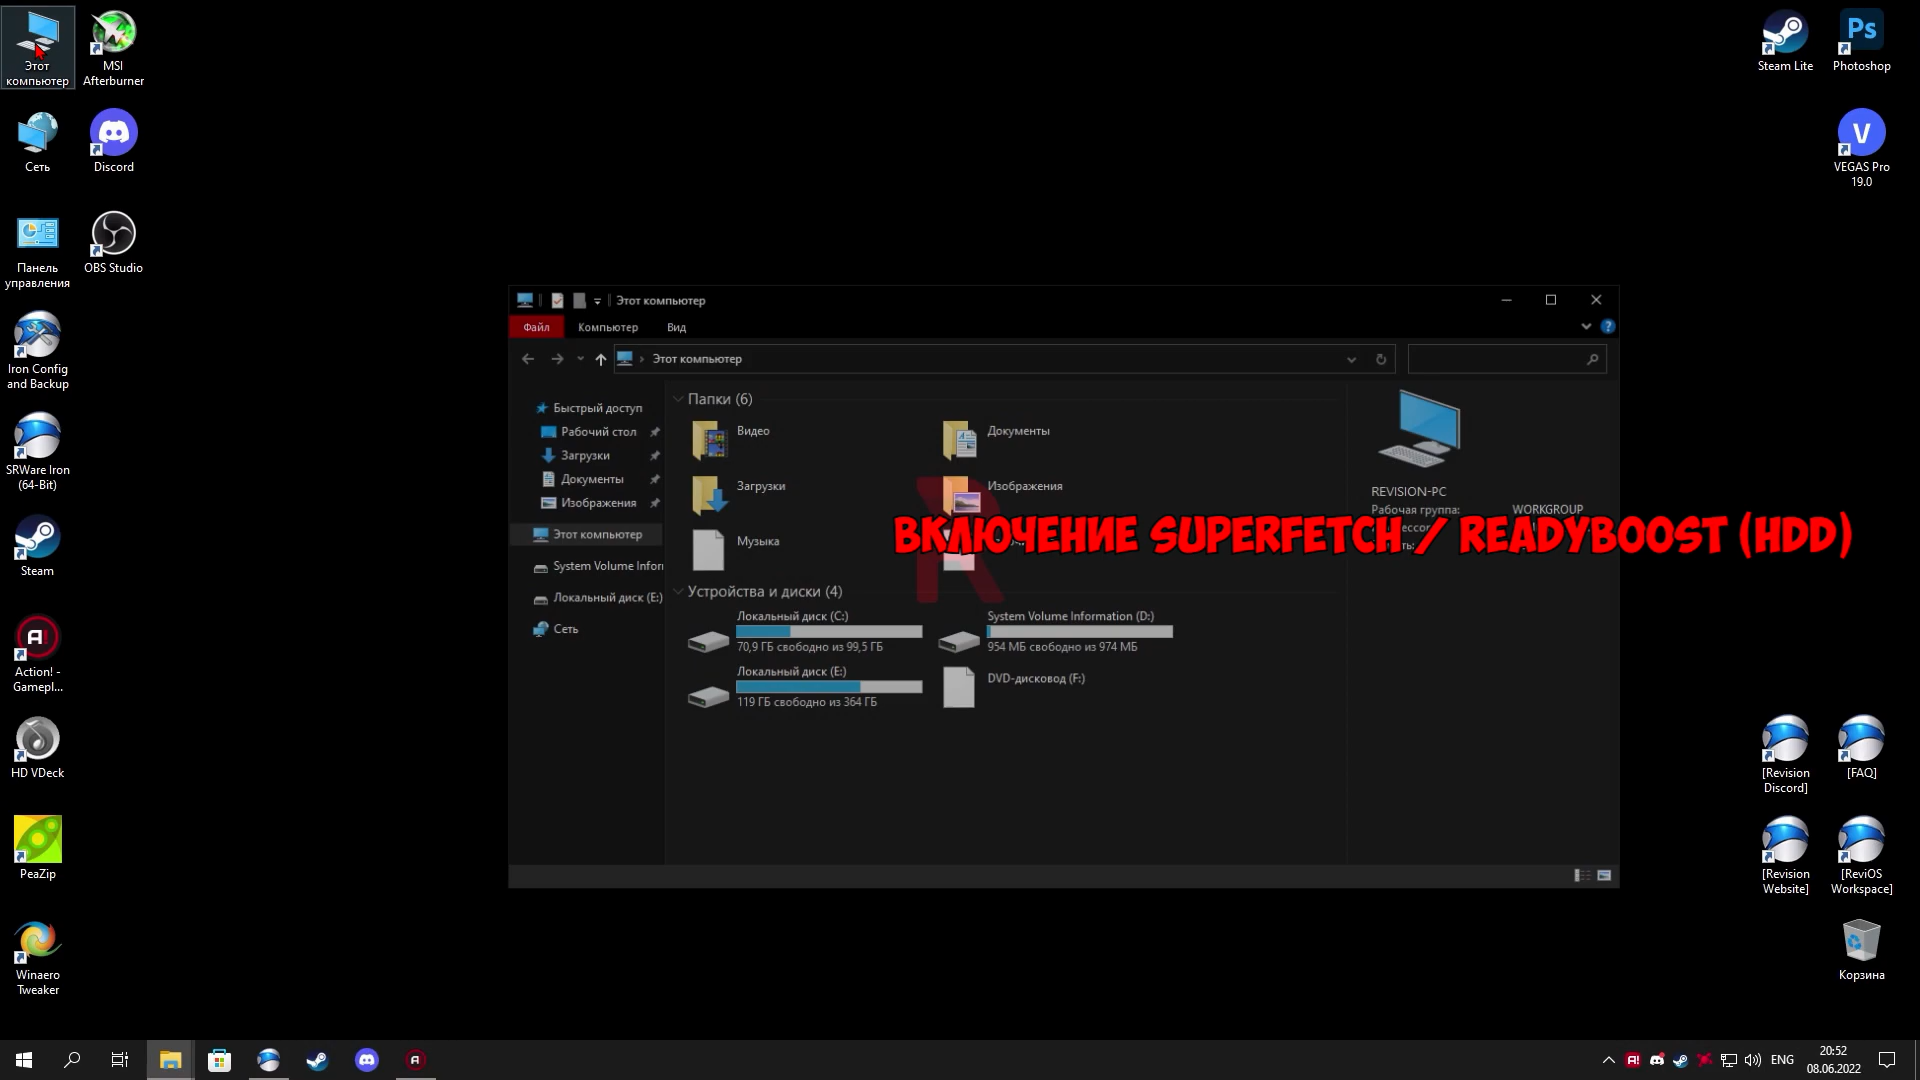 Этот
компьютер
MSI
Afterburner
Steam Lite
Ps
Photoshop
Сеть
Discord
V
VEGAS Pro
19.0
Панель
управления
OBS Studio
Iron Config
and Backup
SRWare Iron
(64-Bit)
Steam
A!
Action! -
Gamepl...
HD VDeck
PeaZip
Winaero
Tweaker
Этот компьютер
Файл
Компьютер
Вид
Этот компьютер
Быстрый доступ
Рабочий стол
Загрузки
Документы
Изображения
Этот компьютер
System Volume Infor
Локальный диск (E:)
Сеть
Папки (6)
Видео
Документы
Загрузки
Изображения
Музыка
R
ВКЛЮЧЕНИЕ SUPERFETCH / READYBOOST (HDD)
Устройства и диски (4)
Локальный диск (C:)
70,9 ГБ свободно из 99,5 ГБ
System Volume Information (D:)
954 МБ свободно из 974 МБ
Локальный диск (E:)
119 ГБ свободно из 364 ГБ
DVD-дисковод (F:)
REVISION-PC
Рабочая группа:
WORKGROUP
[Revision
Discord]
[FAQ]
[Revision
Website]
[ReviOS
Workspace]
Корзина
ENG
20:52
08.06.2022